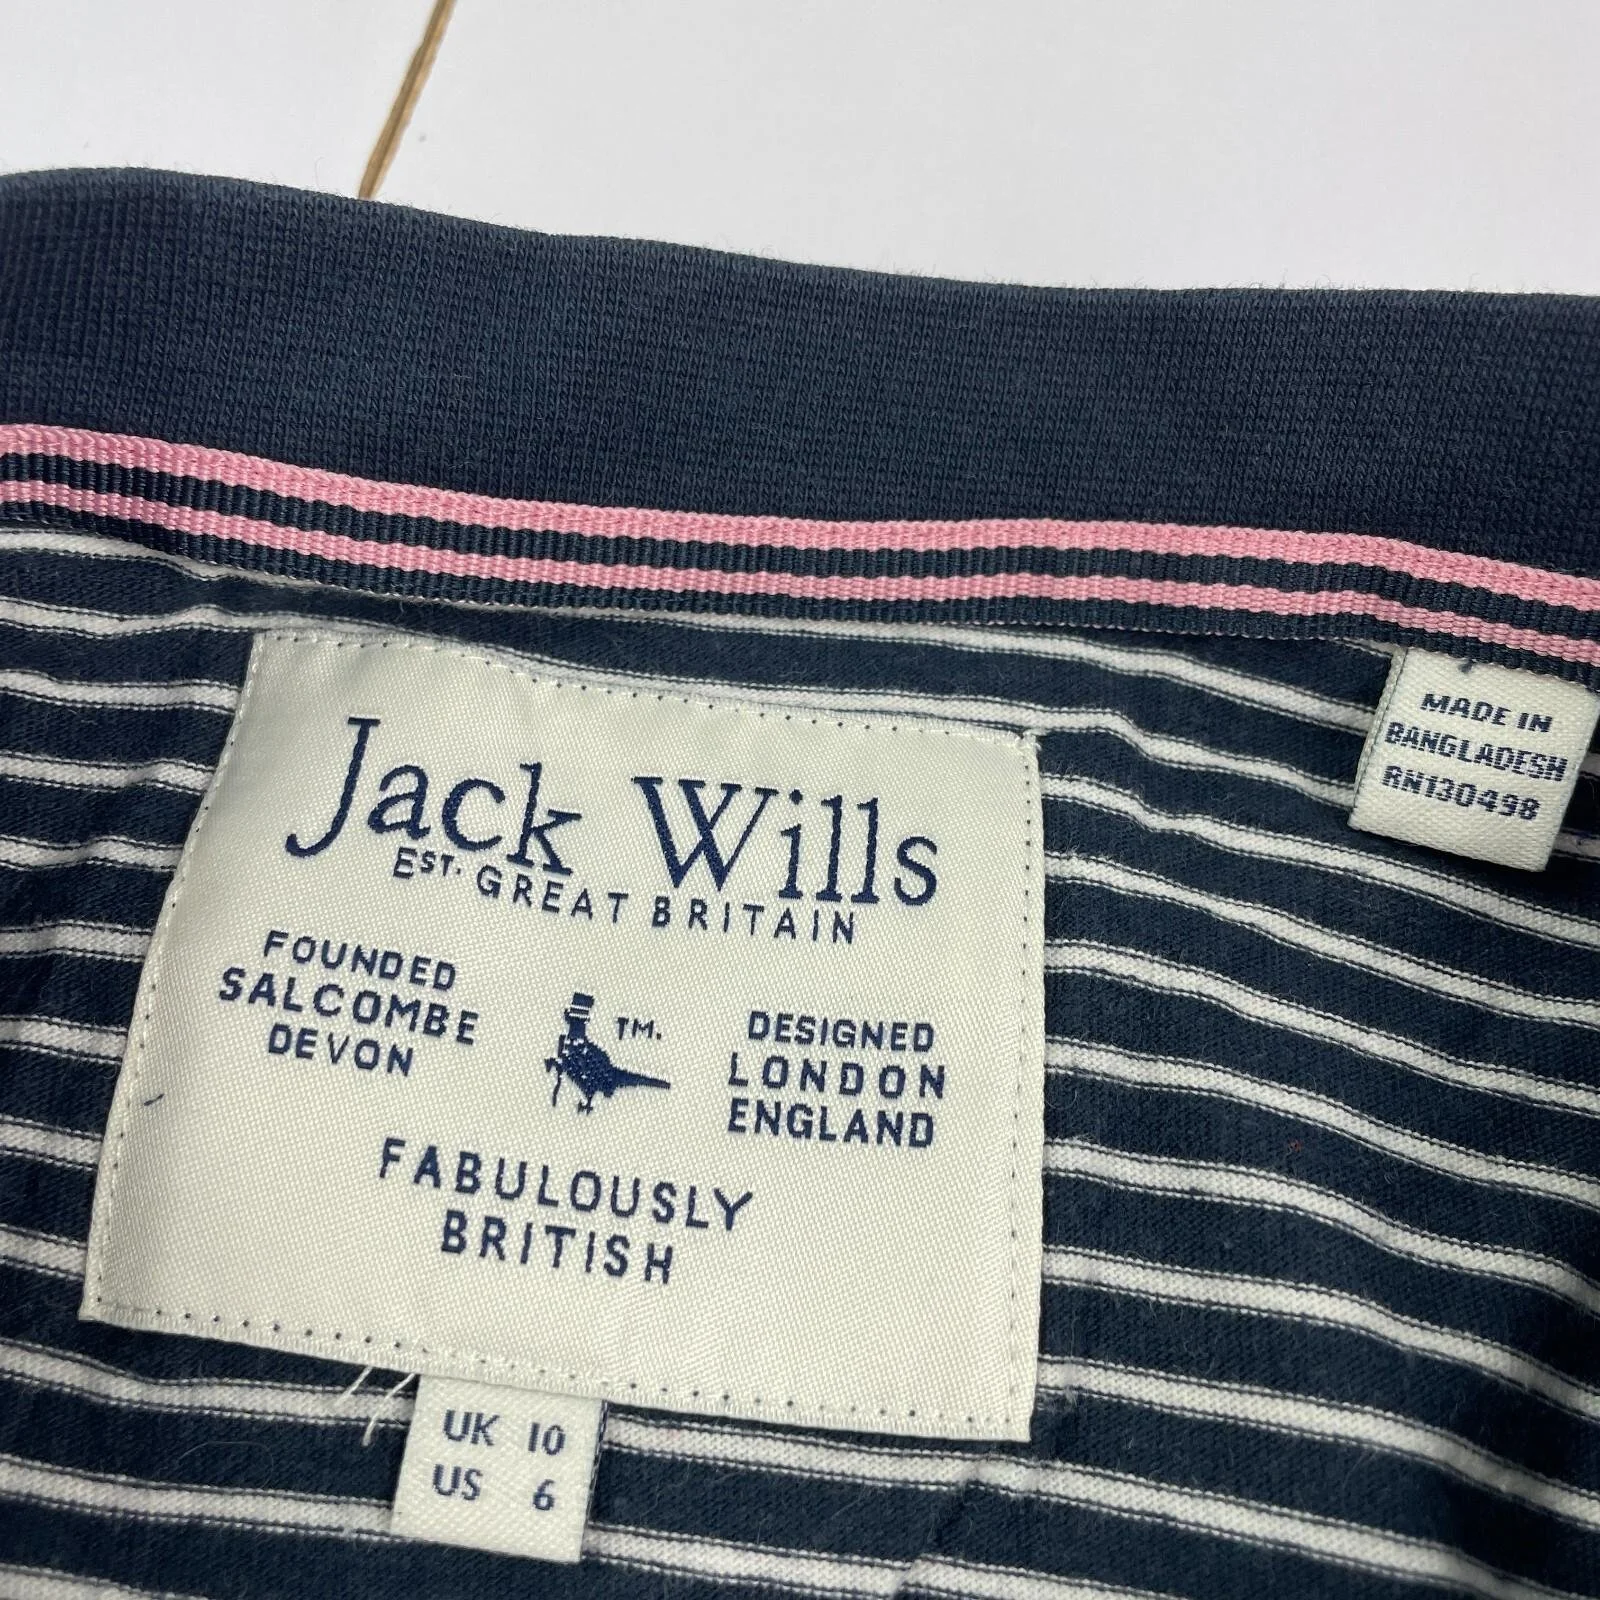 Jack Wills
EST. GREAT BRITAIN
FOUNDED
SALCOMBE
DEVON
TM.
DESIGNED
LONDON
ENGLAND
FABULOUSLY
BRITISH
UK 10
US 6
MADE IN
BANGLADESH
RN130498